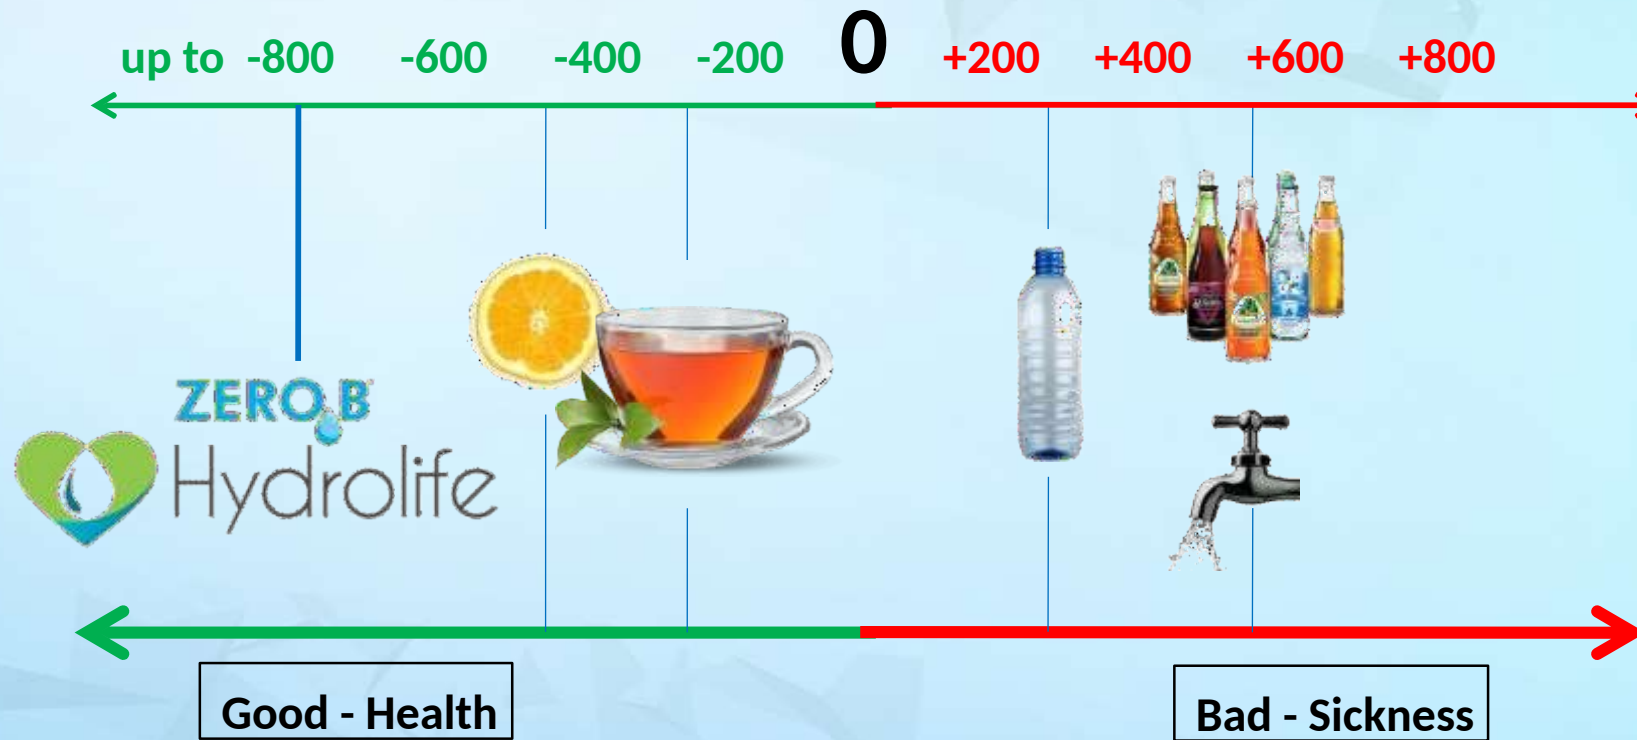 up to -800 -600 -400 -200 0 +200 +400 +600 +800
ZERO B
Hydrolife
Good - Health
Bad - Sickness